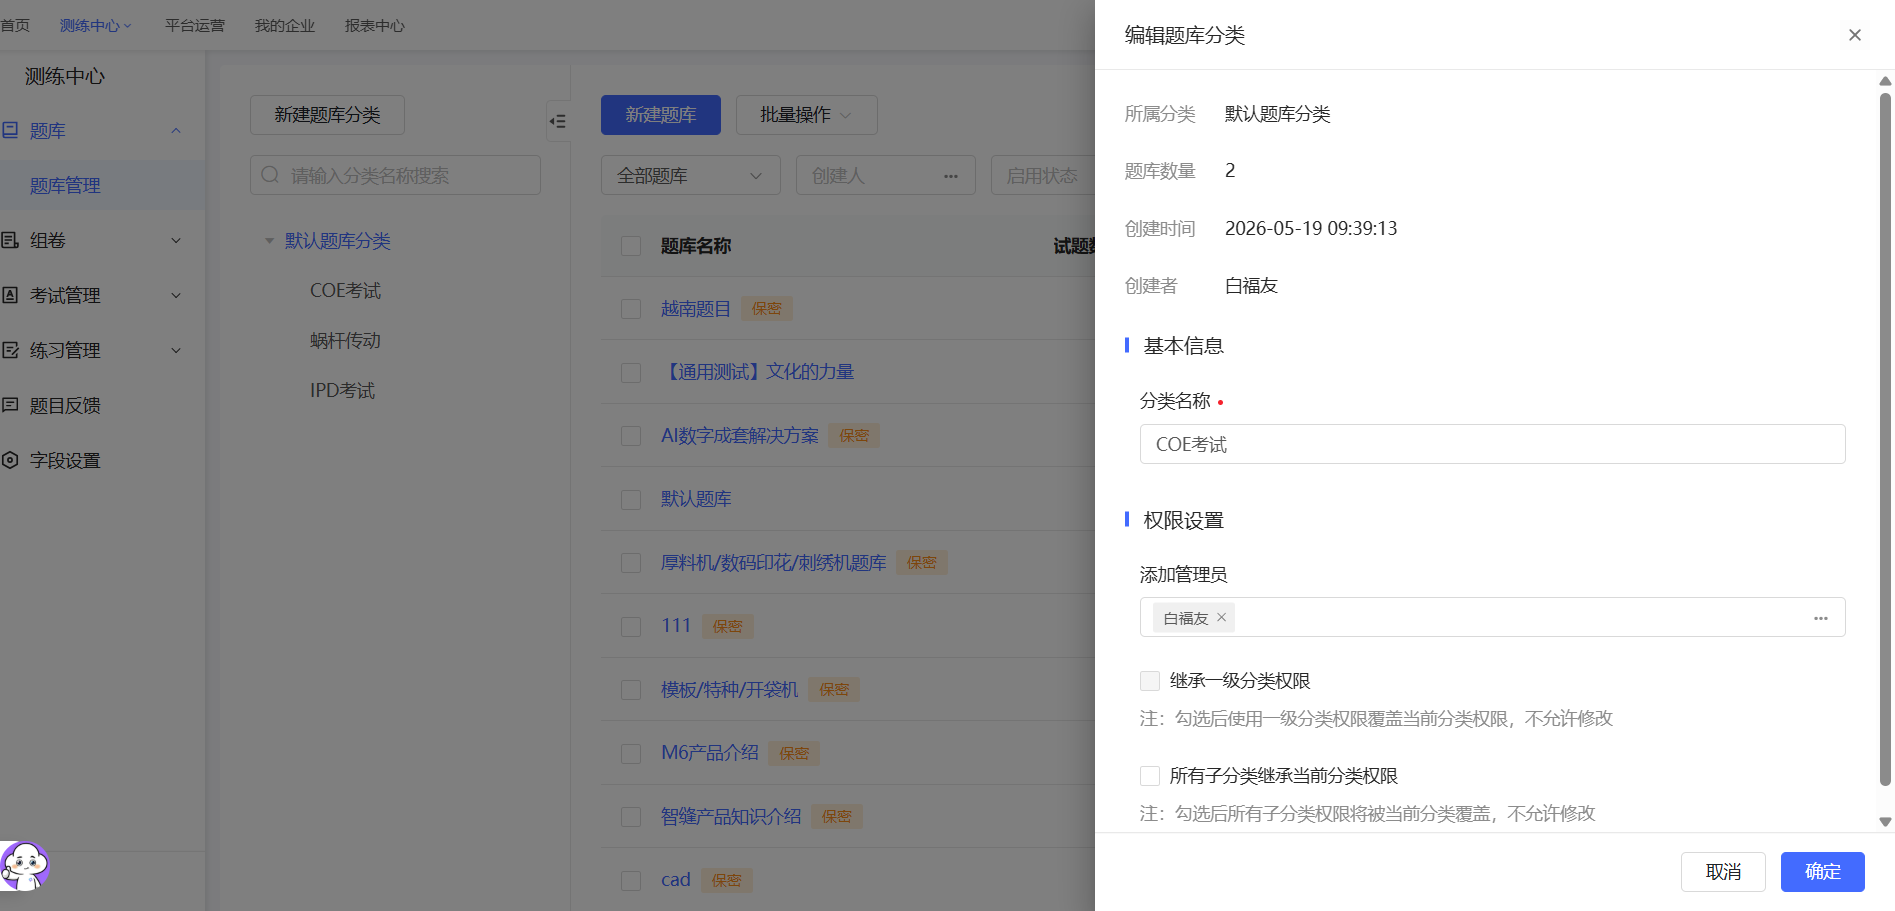 首页 测练中心 平台运营 我的企业 报表中心
测练中心
题库
题库管理
组卷
考试管理
练习管理
题目反馈
字段设置
新建题库分类
请输入分类名称搜索
默认题库分类
COE考试
蜗杆传动
IPD考试
新建题库 批量操作
全部题库 创建人 ••• 启用状态
题库名称 试题
越南题目 保密
【通用测试】文化的力量
AI数字成套解决方案 保密
默认题库
厚料机/数码印花/刺绣机题库 保密
111 保密
模板/特种/开袋机 保密
M6产品介绍 保密
智缝产品知识介绍 保密
cad 保密
编辑题库分类
所属分类 默认题库分类
题库数量 2
创建时间 2026-05-19 09:39:13
创建者 白福友
基本信息
分类名称
COE考试
权限设置
添加管理员
白福友 × •••
继承一级分类权限
注：勾选后使用一级分类权限覆盖当前分类权限，不允许修改
所有子分类继承当前分类权限
注：勾选后所有子分类权限将被当前分类覆盖，不允许修改
取消 确定